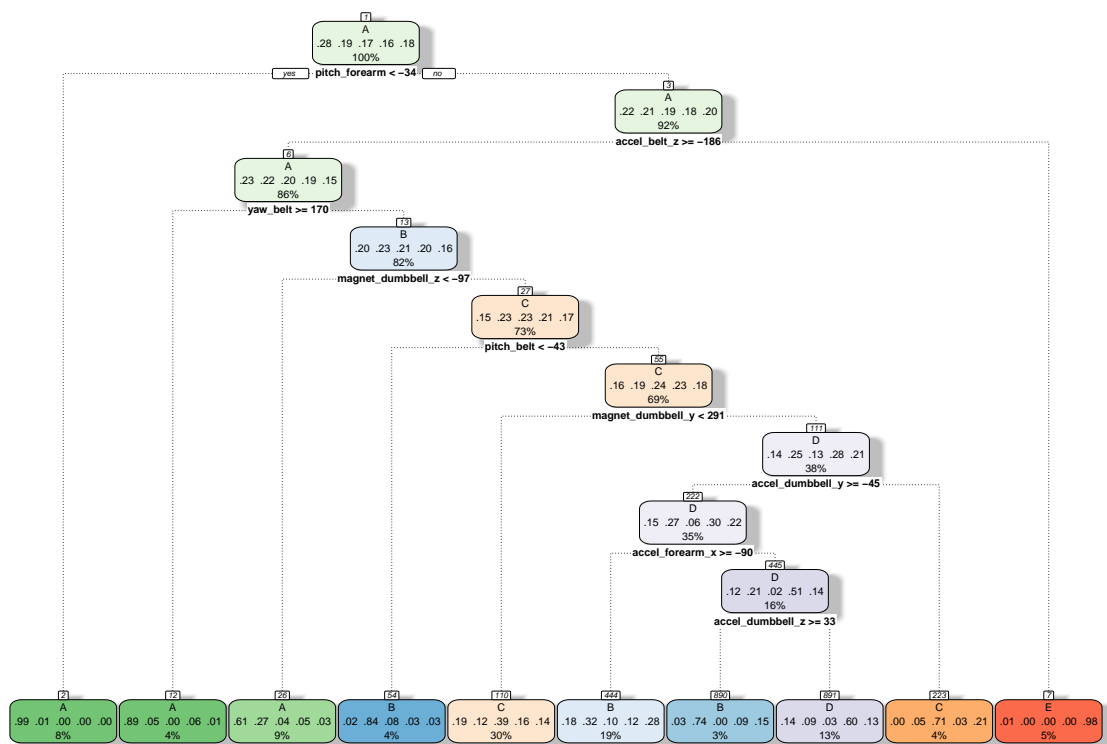 1
A
.28 .19 .17 .16 .18
100%
yes pitch_forearm < −34 no
3
A
.22 .21 .19 .18 .20
92%
accel_belt_z >= −186
6
A
.23 .22 .20 .19 .15
86%
yaw_belt >= 170
13
B
.20 .23 .21 .20 .16
82%
magnet_dumbbell_z < −97
27
C
.15 .23 .23 .21 .17
73%
pitch_belt < −43
55
C
.16 .19 .24 .23 .18
69%
magnet_dumbbell_y < 291
111
D
.14 .25 .13 .28 .21
38%
accel_dumbbell_y >= −45
222
D
.15 .27 .06 .30 .22
35%
accel_forearm_x >= −90
445
D
.12 .21 .02 .51 .14
16%
accel_dumbbell_z >= 33
2
A
.99 .01 .00 .00 .00
8%
12
A
.89 .05 .00 .06 .01
4%
26
A
.61 .27 .04 .05 .03
9%
54
B
.02 .84 .08 .03 .03
4%
110
C
.19 .12 .39 .16 .14
30%
444
B
.18 .32 .10 .12 .28
19%
890
B
.03 .74 .00 .09 .15
3%
891
D
.14 .09 .03 .60 .13
13%
223
C
.00 .05 .71 .03 .21
4%
7
E
.01 .00 .00 .00 .98
5%